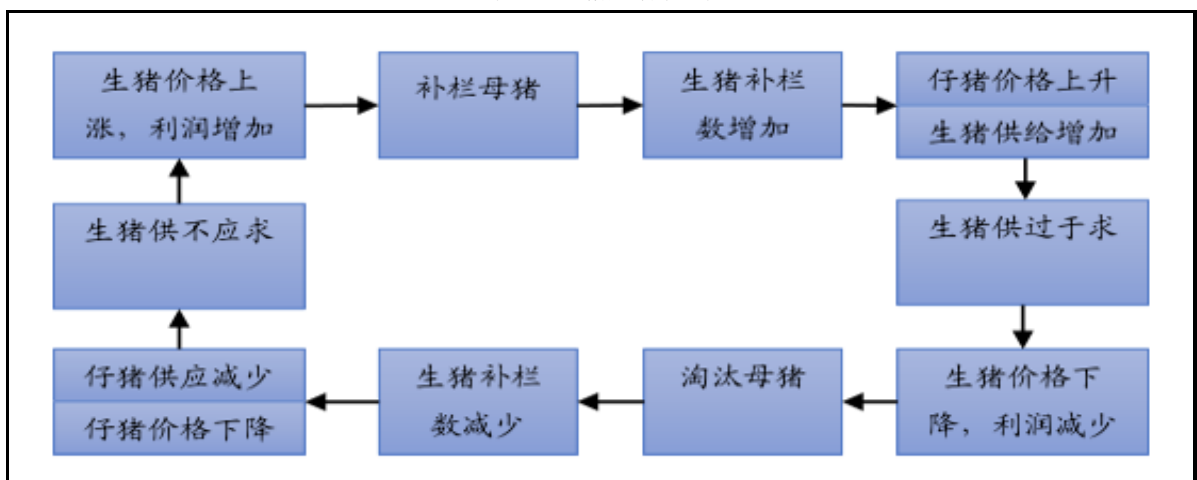 生猪价格上
涨，利润增加
补栏母猪
生猪补栏
数增加
仔猪价格上升
生猪供给增加
生猪供不应求
生猪供过于求
仔猪供应减少
仔猪价格下降
生猪补栏
数减少
淘汰母猪
生猪价格下
降，利润减少